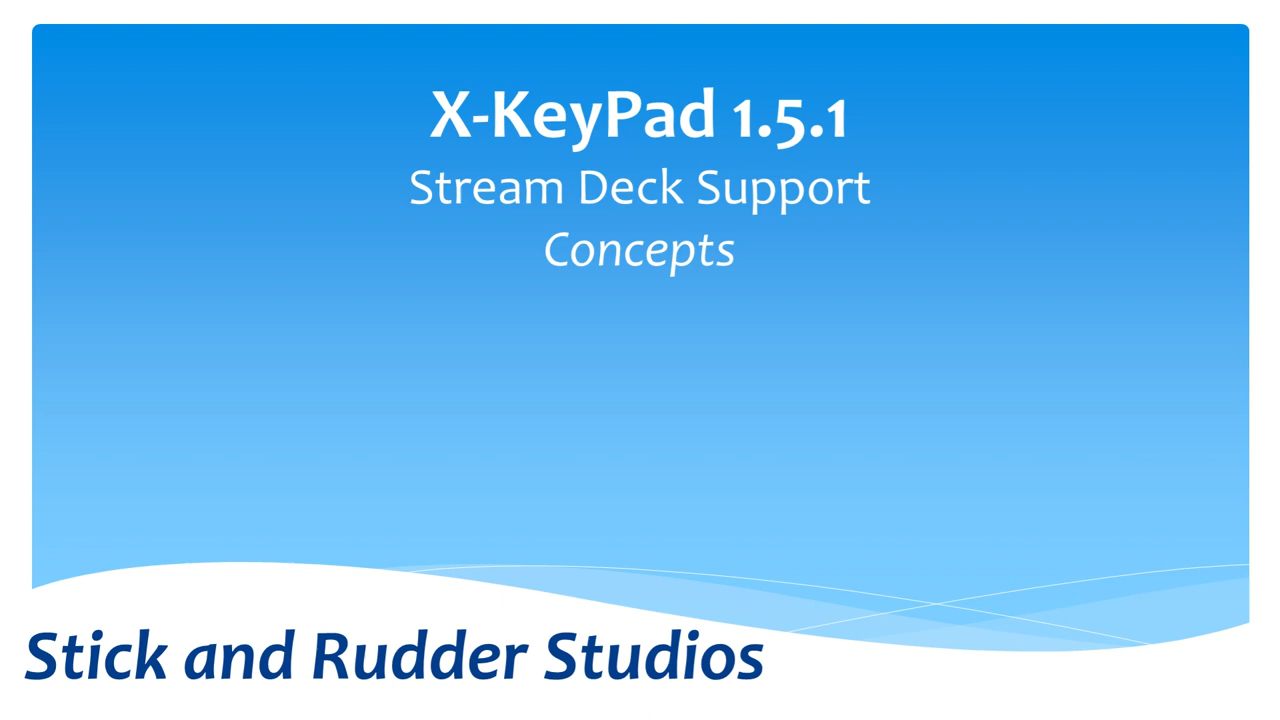 X-KeyPad 1.5.1
Stream Deck Support
Concepts
Stick and Rudder Studios